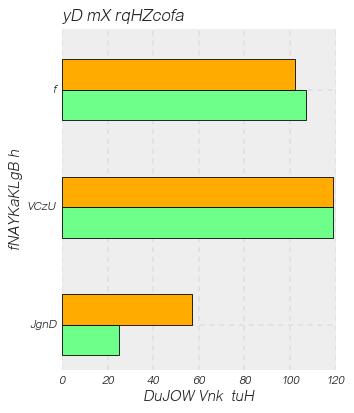 yD mX rqHZcofa
fNAYKaKLgB h
f
VCzU
JgnD
0 20 40 60 80 100 120
DuJOW Vnk  tuH